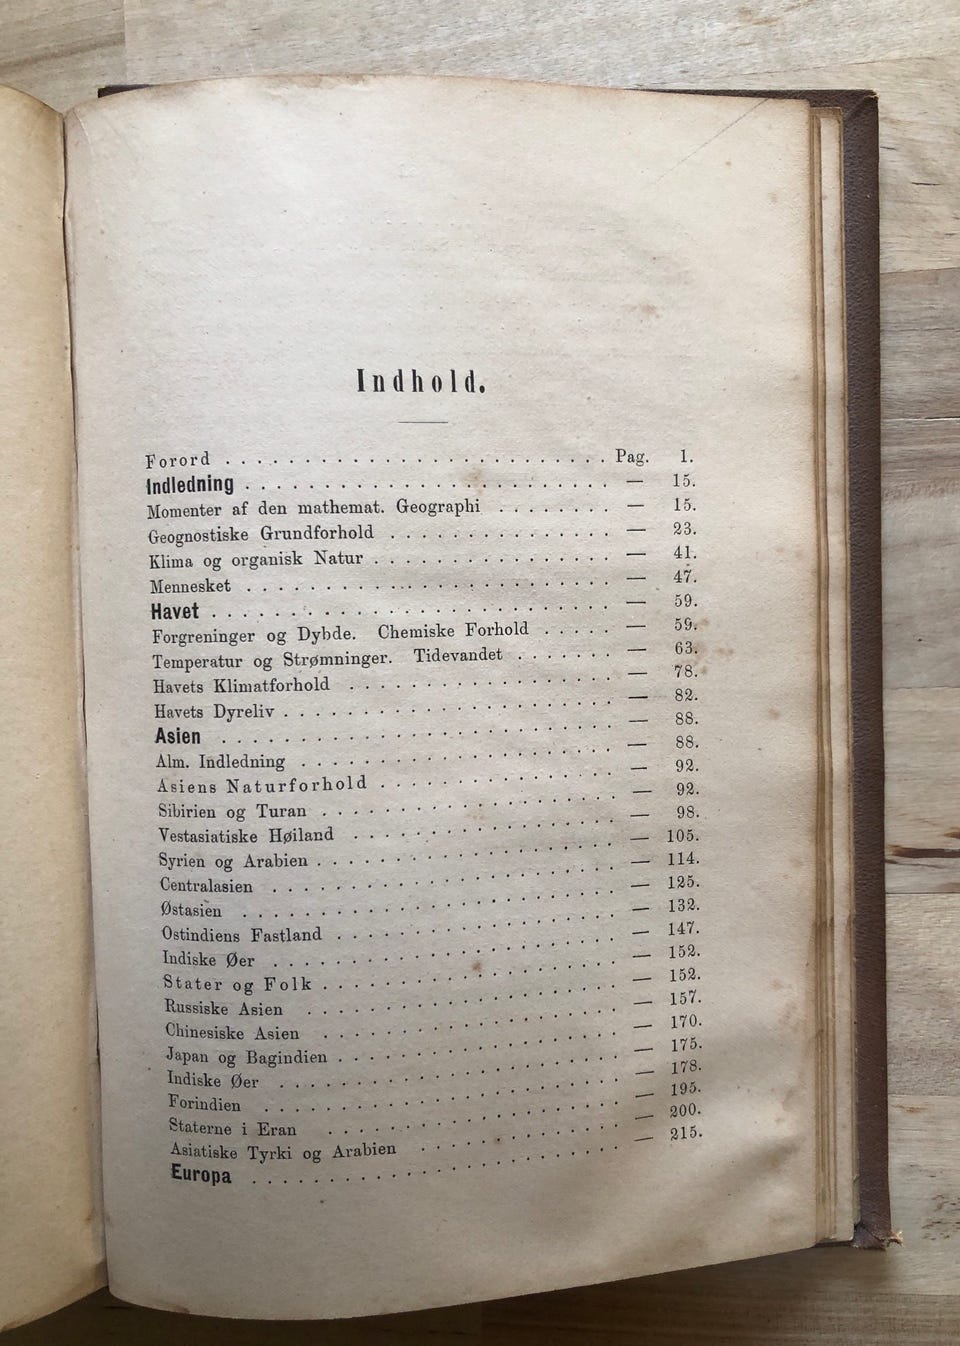 Indhold.
Forord . . . . . . . . . . . . . . . . . . . . . . . . Pag. 1.
Indledning . . . . . . . . . . . . . . . . . . . . . . . — 15.
Momenter af den mathemat. Geographi . . . . . . . . — 15.
Geognostiske Grundforhold . . . . . . . . . . . . . . — 23.
Klima og organisk Natur . . . . . . . . . . . . . . . — 41.
Mennesket . . . . . . . . . . . . . . . . . . . . . . . — 47.
Havet . . . . . . . . . . . . . . . . . . . . . . . . . — 59.
Forgreninger og Dybde. Chemiske Forhold . . . . . — 59.
Temperatur og Strømninger. Tidevandet . . . . . . . — 63.
Havets Klimatforhold . . . . . . . . . . . . . . . . . — 78.
Havets Dyreliv . . . . . . . . . . . . . . . . . . . . — 82.
Asien . . . . . . . . . . . . . . . . . . . . . . . . . — 88.
Alm. Indledning . . . . . . . . . . . . . . . . . . . . — 88.
Asiens Naturforhold . . . . . . . . . . . . . . . — 92.
Sibirien og Turan . . . . . . . . . . . . . . . . . . . — 92.
Vestasiatiske Høiland . . . . . . . . . . . . . . . . . — 98.
Syrien og Arabien . . . . . . . . . . . . . . . . . . . — 105.
Centralasien . . . . . . . . . . . . . . . . . . . . . . — 114.
Østasien . . . . . . . . . . . . . . . . . . . . . . . . — 125.
Ostindiens Fastland . . . . . . . . . . . . . . . . . . — 132.
Indiske Øer . . . . . . . . . . . . . . . . . . . . . . — 147.
Stater og Folk . . . . . . . . . . . . . . . . . . . — 152.
Russiske Asien . . . . . . . . . . . . . . . . . . . . — 152.
Chinesiske Asien . . . . . . . . . . . . . . . . . . . — 157.
Japan og Bagindien . . . . . . . . . . . . . . . . . . — 170.
Indiske Øer . . . . . . . . . . . . . . . . . . . . . . — 175.
Forindien . . . . . . . . . . . . . . . . . . . . . . . — 178.
Staterne i Eran . . . . . . . . . . . . . . . . . . . . — 195.
Asiatiske Tyrki og Arabien . . . . . . . . . . . . . . — 200.
Europa . . . . . . . . . . . . . . . . . . . . . . . . — 215.